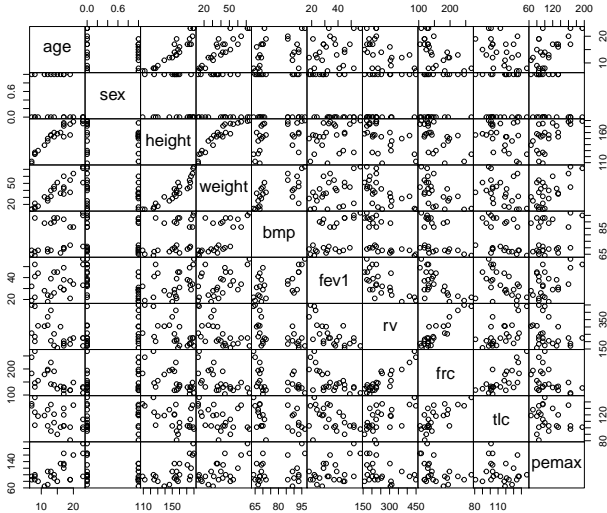 0.0 0.6 20 50 20 40 100 200 60 120 200
age 10 20
0.0 0.6 sex
height 110 160
20 50 weight
bmp 65 85
20 40 fev1
rv 150 350
100 200 frc
tlc 80 120
60 140 pemax
10 20 110 150 65 80 95 150 300 450 80 110